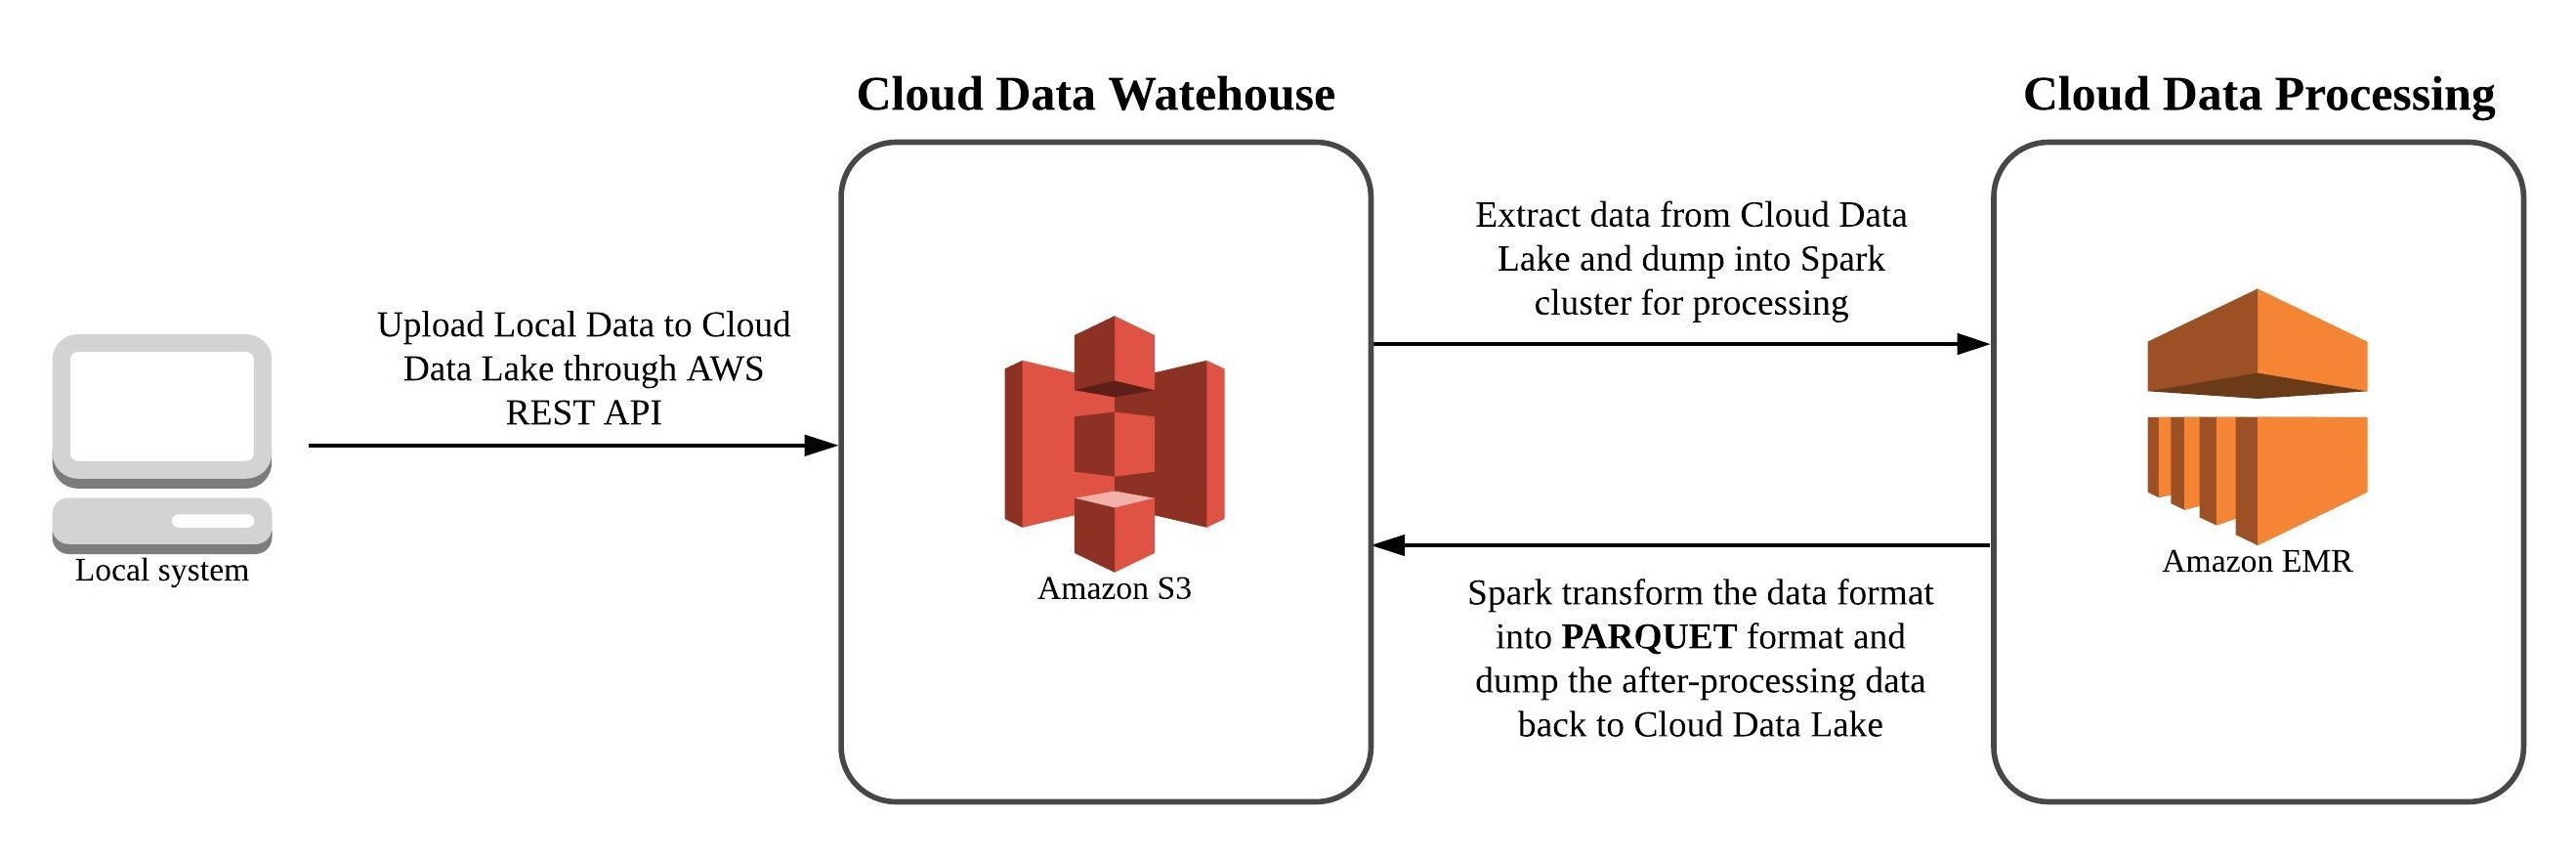 Cloud Data Watehouse
Cloud Data Processing
Upload Local Data to Cloud
Data Lake through AWS
REST API
Local system
Amazon S3
Extract data from Cloud Data
Lake and dump into Spark
cluster for processing
Spark transform the data format
into PARQUET format and
dump the after-processing data
back to Cloud Data Lake
Amazon EMR